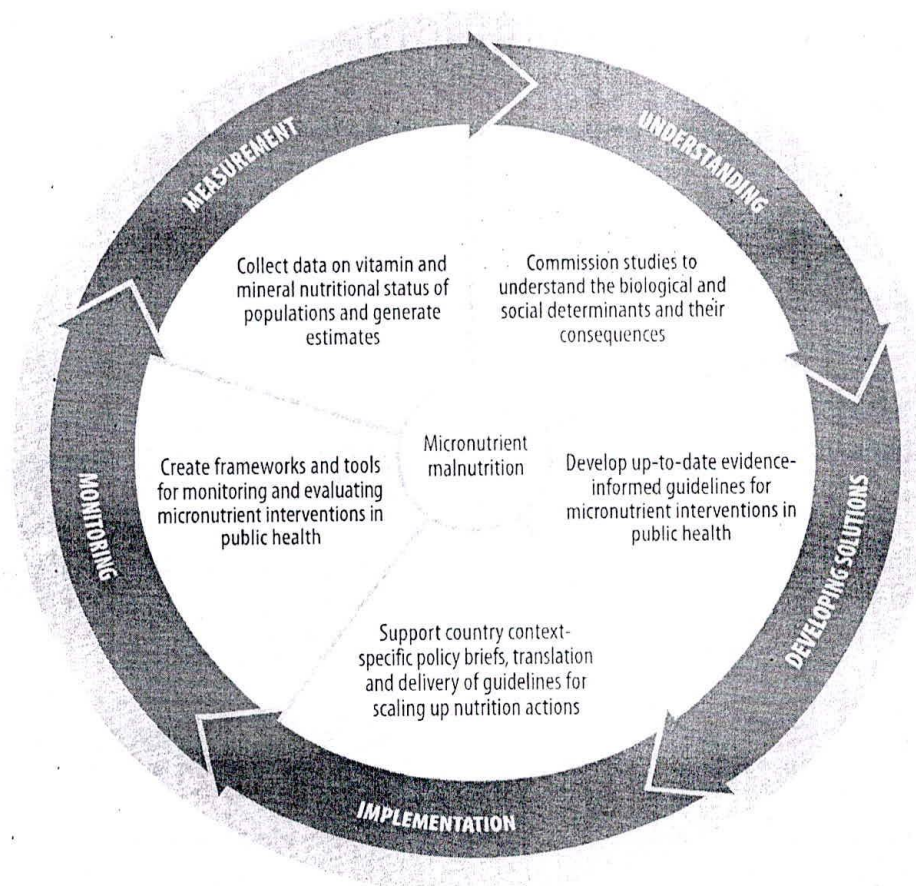 MEASUREMENT
UNDERSTANDING
Collect data on vitamin and
mineral nutritional status of
populations and generate
estimates
Commission studies to
understand the biological and
social determinants and their
consequences
Micronutrient
malnutrition
Create frameworks and tools
for monitoring and evaluating
micronutrient interventions in
public health
Develop up-to-date evidence-
informed guidelines for
micronutrient interventions in
public health
MONITORING
DEVELOPING SOLUTIONS
Support country context-
specific policy briefs, translation
and delivery of guidelines for
scaling up nutrition actions
IMPLEMENTATION